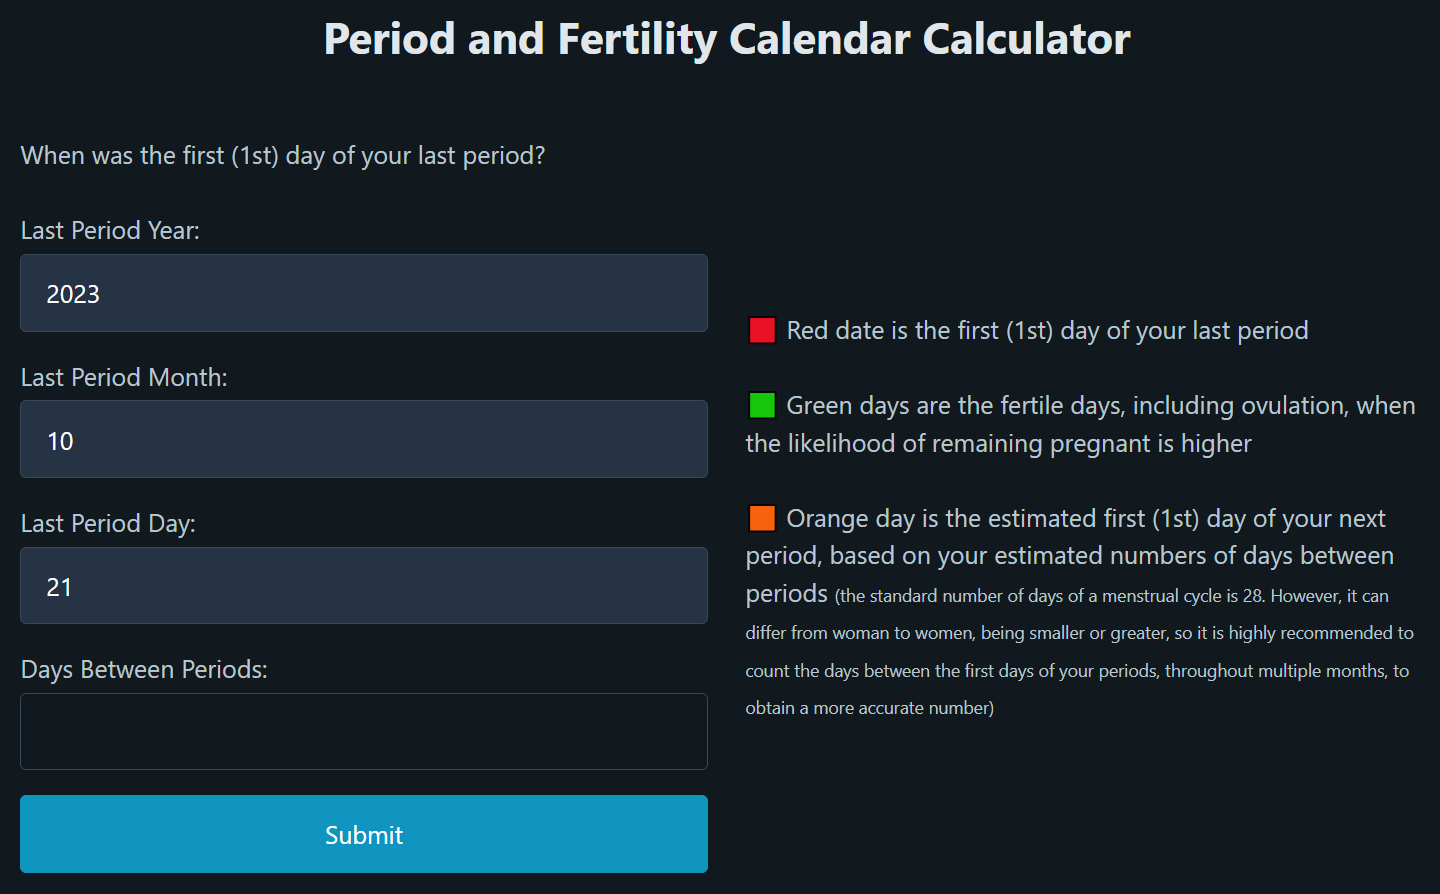 Period and Fertility Calendar Calculator
When was the first (1st) day of your last period?
Last Period Year:
2023
Last Period Month:
10
Last Period Day:
21
Days Between Periods:
Submit
Red date is the first (1st) day of your last period
Green days are the fertile days, including ovulation, when
the likelihood of remaining pregnant is higher
Orange day is the estimated first (1st) day of your next
period, based on your estimated numbers of days between
periods (the standard number of days of a menstrual cycle is 28. However, it can
differ from woman to women, being smaller or greater, so it is highly recommended to
count the days between the first days of your periods, throughout multiple months, to
obtain a more accurate number)